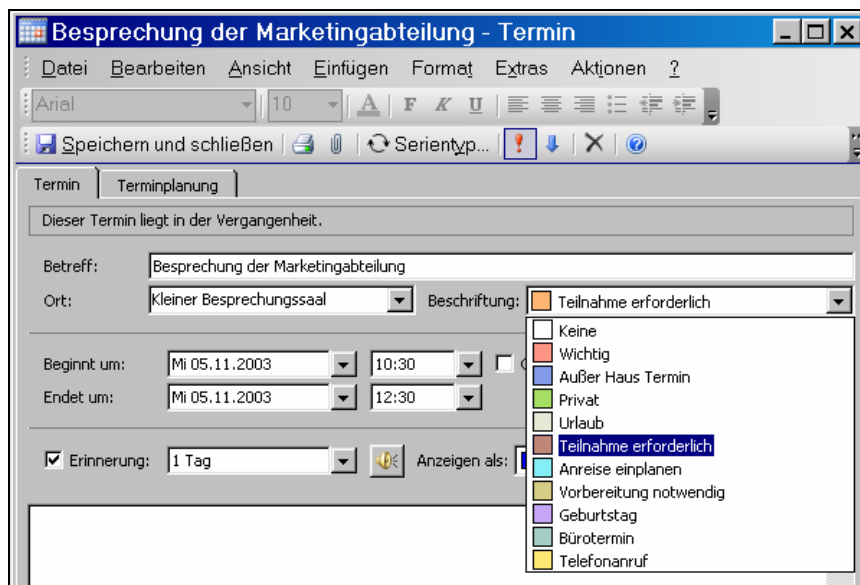 Besprechung der Marketingabteilung - Termin
Datei Bearbeiten Ansicht Einfügen Format Extras Aktionen ?
Arial 10 A F K U
Speichern und schließen Serientyp...
Termin Terminplanung
Dieser Termin liegt in der Vergangenheit.
Betreff: Besprechung der Marketingabteilung
Ort: Kleiner Besprechungssaal Beschriftung: Teilnahme erforderlich
Keine
Wichtig
Beginnt um: Mi 05.11.2003 10:30
Außer Haus Termin
Privat
Endet um: Mi 05.11.2003 12:30
Urlaub
Teilnahme erforderlich
Erinnerung: 1 Tag Anzeigen als:
Anreise einplanen
Vorbereitung notwendig
Geburtstag
Bürotermin
Telefonanruf